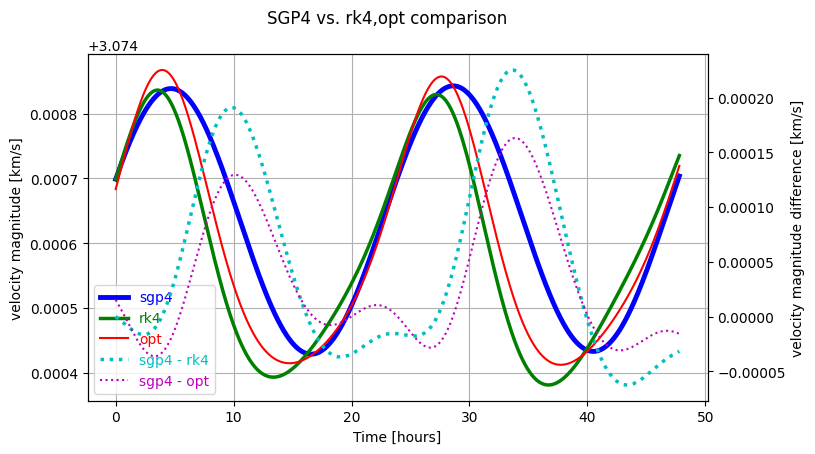 SGP4 vs. rk4,opt comparison
+3.074
0.0008
0.0007
0.0006
0.0005
0.0004
velocity magnitude [km/s]
0.00020
0.00015
0.00010
0.00005
0.00000
−0.00005
velocity magnitude difference [km/s]
sgp4
rk4
opt
sgp4 - rk4
sgp4 - opt
0 10 20 30 40 50
Time [hours]